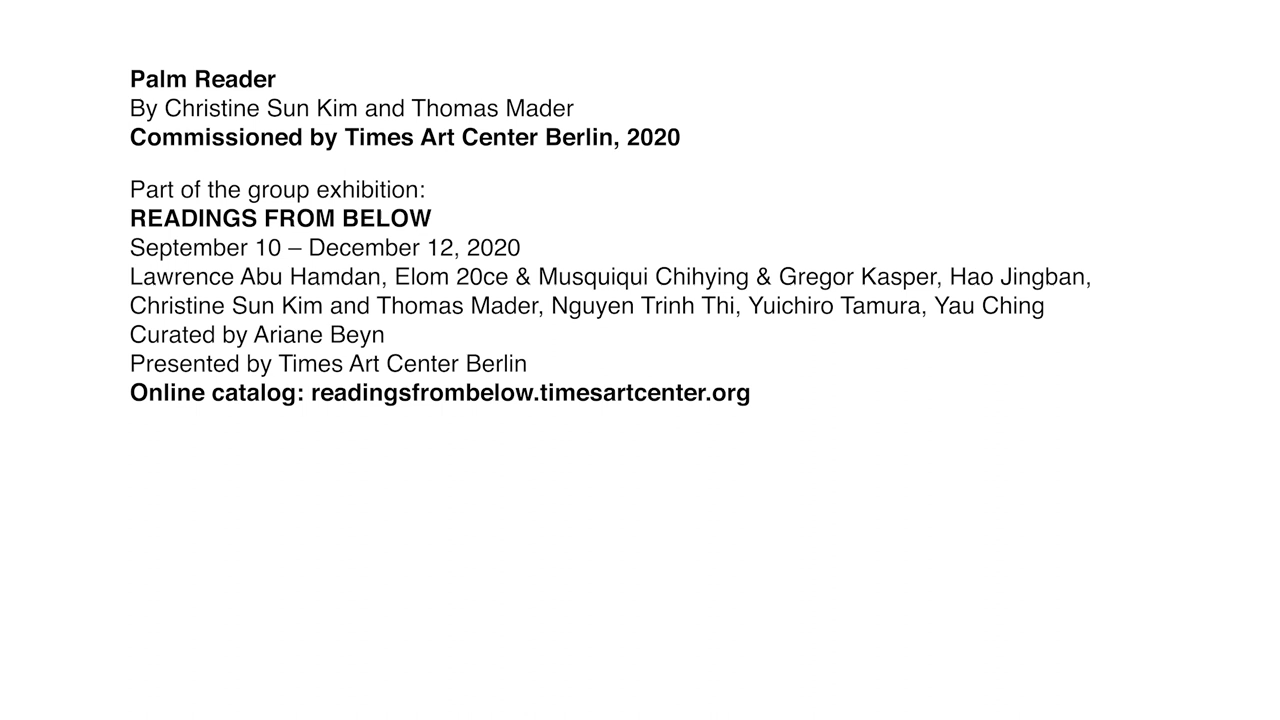 Palm Reader
By Christine Sun Kim and Thomas Mader
Commissioned by Times Art Center Berlin, 2020
Part of the group exhibition:
READINGS FROM BELOW
September 10 – December 12, 2020
Lawrence Abu Hamdan, Elom 20ce & Musquiqui Chihying & Gregor Kasper, Hao Jingban,
Christine Sun Kim and Thomas Mader, Nguyen Trinh Thi, Yuichiro Tamura, Yau Ching
Curated by Ariane Beyn
Presented by Times Art Center Berlin
Online catalog: readingsfrombelow.timesartcenter.org